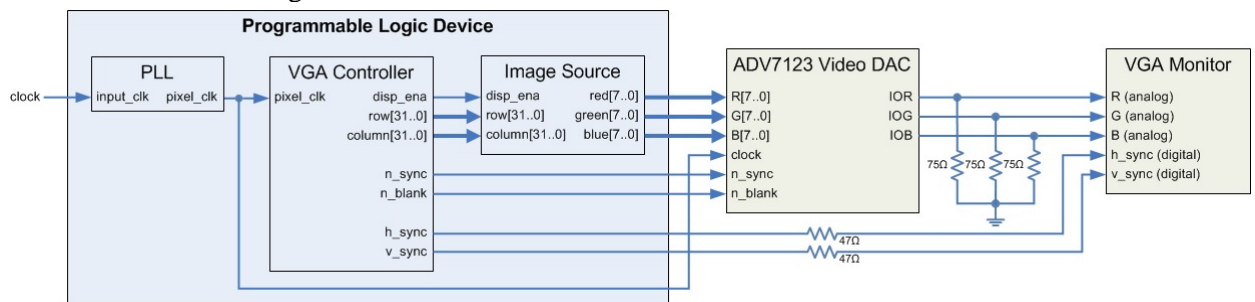 Programmable Logic Device
PLL
clock
input_clk
pixel_clk
VGA Controller
pixel_clk
disp_ena
row[31..0]
column[31..0]
n_sync
n_blank
h_sync
v_sync
Image Source
disp_ena
row[31..0]
column[31..0]
red[7..0]
green[7..0]
blue[7..0]
ADV7123 Video DAC
R[7..0]
G[7..0]
B[7..0]
clock
n_sync
n_blank
IOR
IOG
IOB
75Ω
75Ω
75Ω
47Ω
47Ω
VGA Monitor
R (analog)
G (analog)
B (analog)
h_sync (digital)
v_sync (digital)